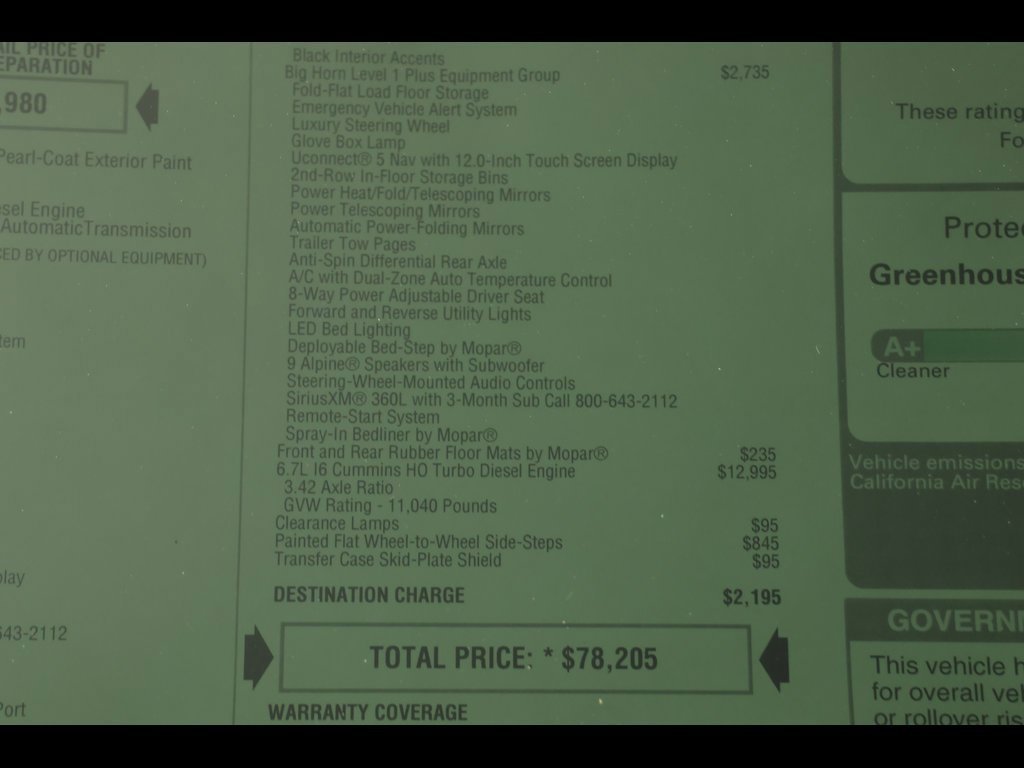 AIL PRICE OF
EPARATION
,980
Pearl-Coat Exterior Paint
esel Engine
AutomaticTransmission
CED BY OPTIONAL EQUIPMENT)
tem
play
643-2112
Port
Black Interior Accents
Big Horn Level 1 Plus Equipment Group $2,735
Fold-Flat Load Floor Storage
Emergency Vehicle Alert System
Luxury Steering Wheel
Glove Box Lamp
Uconnect® 5 Nav with 12.0-Inch Touch Screen Display
2nd-Row In-Floor Storage Bins
Power Heat/Fold/Telescoping Mirrors
Power Telescoping Mirrors
Automatic Power-Folding Mirrors
Trailer Tow Pages
Anti-Spin Differential Rear Axle
A/C with Dual-Zone Auto Temperature Control
8-Way Power Adjustable Driver Seat
Forward and Reverse Utility Lights
LED Bed Lighting
Deployable Bed-Step by Mopar®
9 Alpine® Speakers with Subwoofer
Steering-Wheel-Mounted Audio Controls
SiriusXM® 360L with 3-Month Sub Call 800-643-2112
Remote-Start System
Spray-In Bedliner by Mopar®
Front and Rear Rubber Floor Mats by Mopar® $235
6.7L I6 Cummins HO Turbo Diesel Engine $12,995
3.42 Axle Ratio
GVW Rating - 11,040 Pounds
Clearance Lamps $95
Painted Flat Wheel-to-Wheel Side-Steps $845
Transfer Case Skid-Plate Shield $95
DESTINATION CHARGE $2,195
TOTAL PRICE: * $78,205
WARRANTY COVERAGE
These rating
Fo
Protec
Greenhous
A+
Cleaner
Vehicle emissions
California Air Res
GOVERNM
This vehicle h
for overall veh
or rollover ris